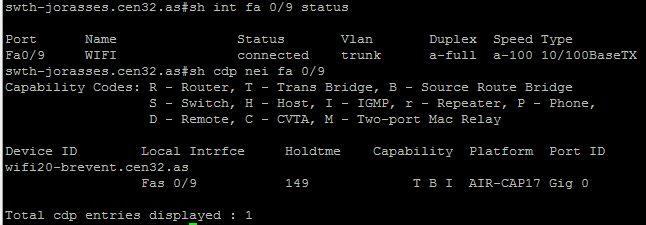 swth-jorasses.cen32.as#sh int fa 0/9 status
Port Name Status Vlan Duplex Speed Type
Fa0/9 WIFI connected trunk a-full a-100 10/100BaseTX
swth-jorasses.cen32.as#sh cdp nei fa 0/9
Capability Codes: R - Router, T - Trans Bridge, B - Source Route Bridge
S - Switch, H - Host, I - IGMP, r - Repeater, P - Phone,
D - Remote, C - CVTA, M - Two-port Mac Relay
Device ID Local Intrfce Holdtme Capability Platform Port ID
wifi20-brevent.cen32.as
Fas 0/9 149 T B I AIR-CAP17 Gig 0
Total cdp entries displayed : 1